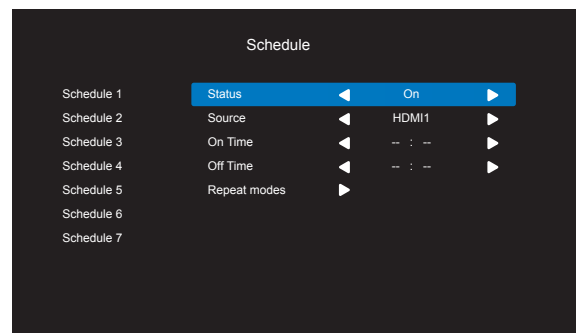 Schedule
Schedule 1 Status On
Schedule 2 Source HDMI1
Schedule 3 On Time -- : --
Schedule 4 Off Time -- : --
Schedule 5 Repeat modes
Schedule 6
Schedule 7